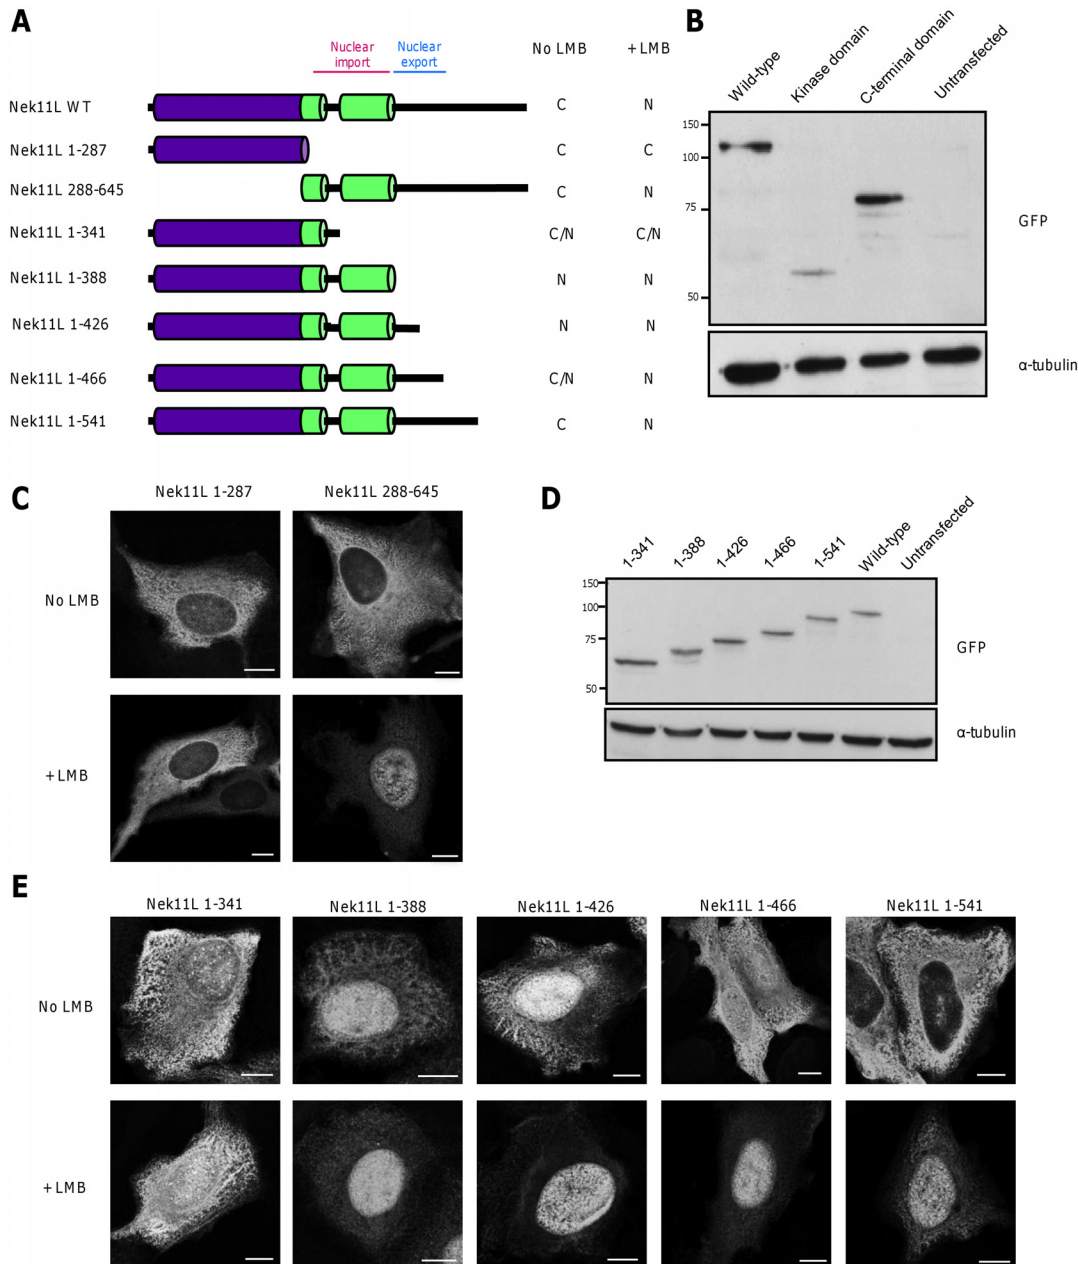 A
Nuclear import
Nuclear export
No LMB
+ LMB
Nek11L WT C N
Nek11L 1-287 C C
Nek11L 288-645 C N
Nek11L 1-341 C/N C/N
Nek11L 1-388 N N
Nek11L 1-426 N N
Nek11L 1-466 C/N N
Nek11L 1-541 C N
B
Wild-type
Kinase domain
C-terminal domain
Untransfected
150
100
75
50
GFP
α-tubulin
C
Nek11L 1-287
Nek11L 288-645
No LMB
+ LMB
D
1-341
1-388
1-426
1-466
1-541
Wild-type
Untransfected
150
100
75
50
GFP
α-tubulin
E
Nek11L 1-341
Nek11L 1-388
Nek11L 1-426
Nek11L 1-466
Nek11L 1-541
No LMB
+ LMB